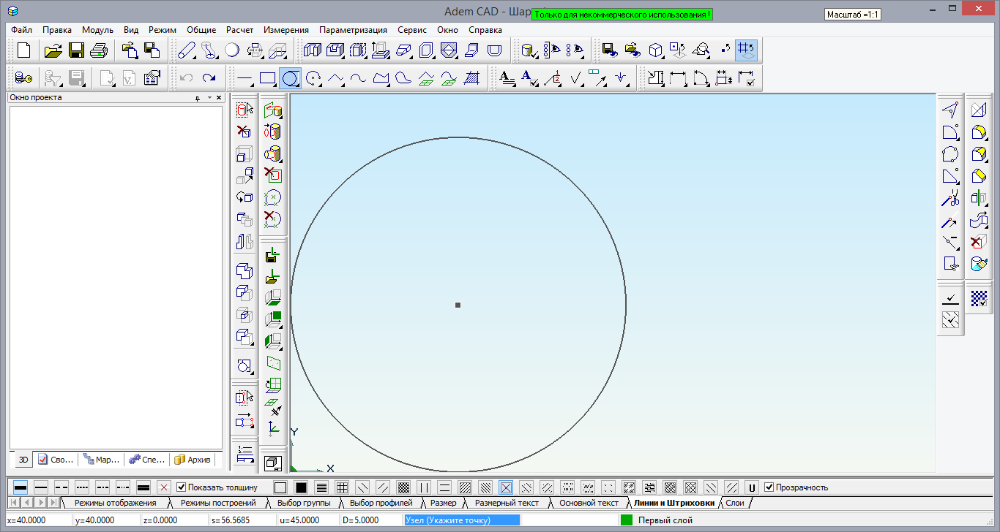 Adem CAD - Шар
Только для некоммерческого использования !
Масштаб =1:1
Файл Правка Модуль Вид Режим Общие Расчет Измерения Параметризация Сервис Окно Справка
Окно проекта
Y
X
3D Сво... Мар... Спе... Архив
Показать толщину U Прозрачность
Режимы отображения Режимы построений Выбор группы Выбор профилей Размер Размерный текст Основной текст Линии и Штриховки Слои
x=40.0000 y=40.0000 z=0.0000 s=56.5685 u=45.0000 D=5.0000 Узел (Укажите точку) Первый слой